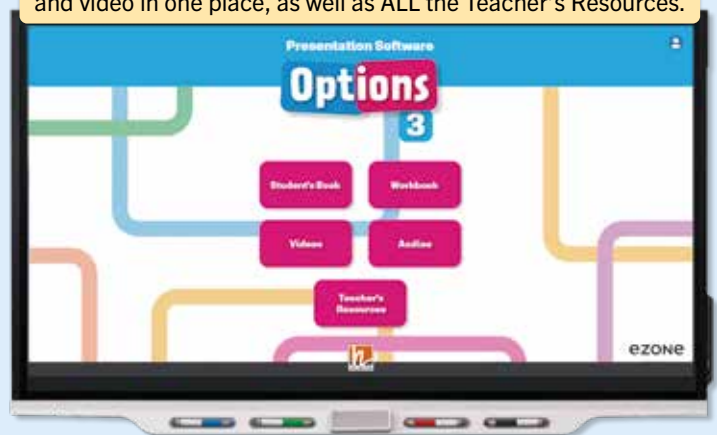 and video in one place, as well as ALL the Teacher's Resources.
Presentation Software
Options
3
Student's Book
Workbook
Videos
Audios
Teacher's
Resources
h
ezone